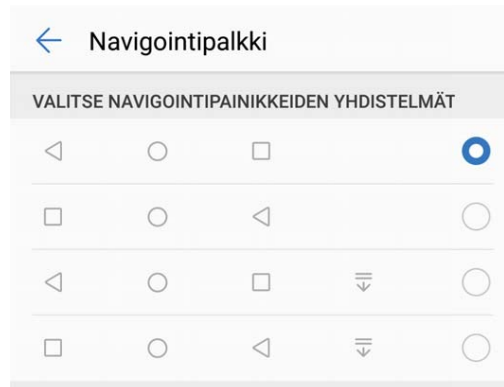 Navigointipalkki
VALITSE NAVIGOINTIPAINIKKEIDEN YHDISTELMÄT